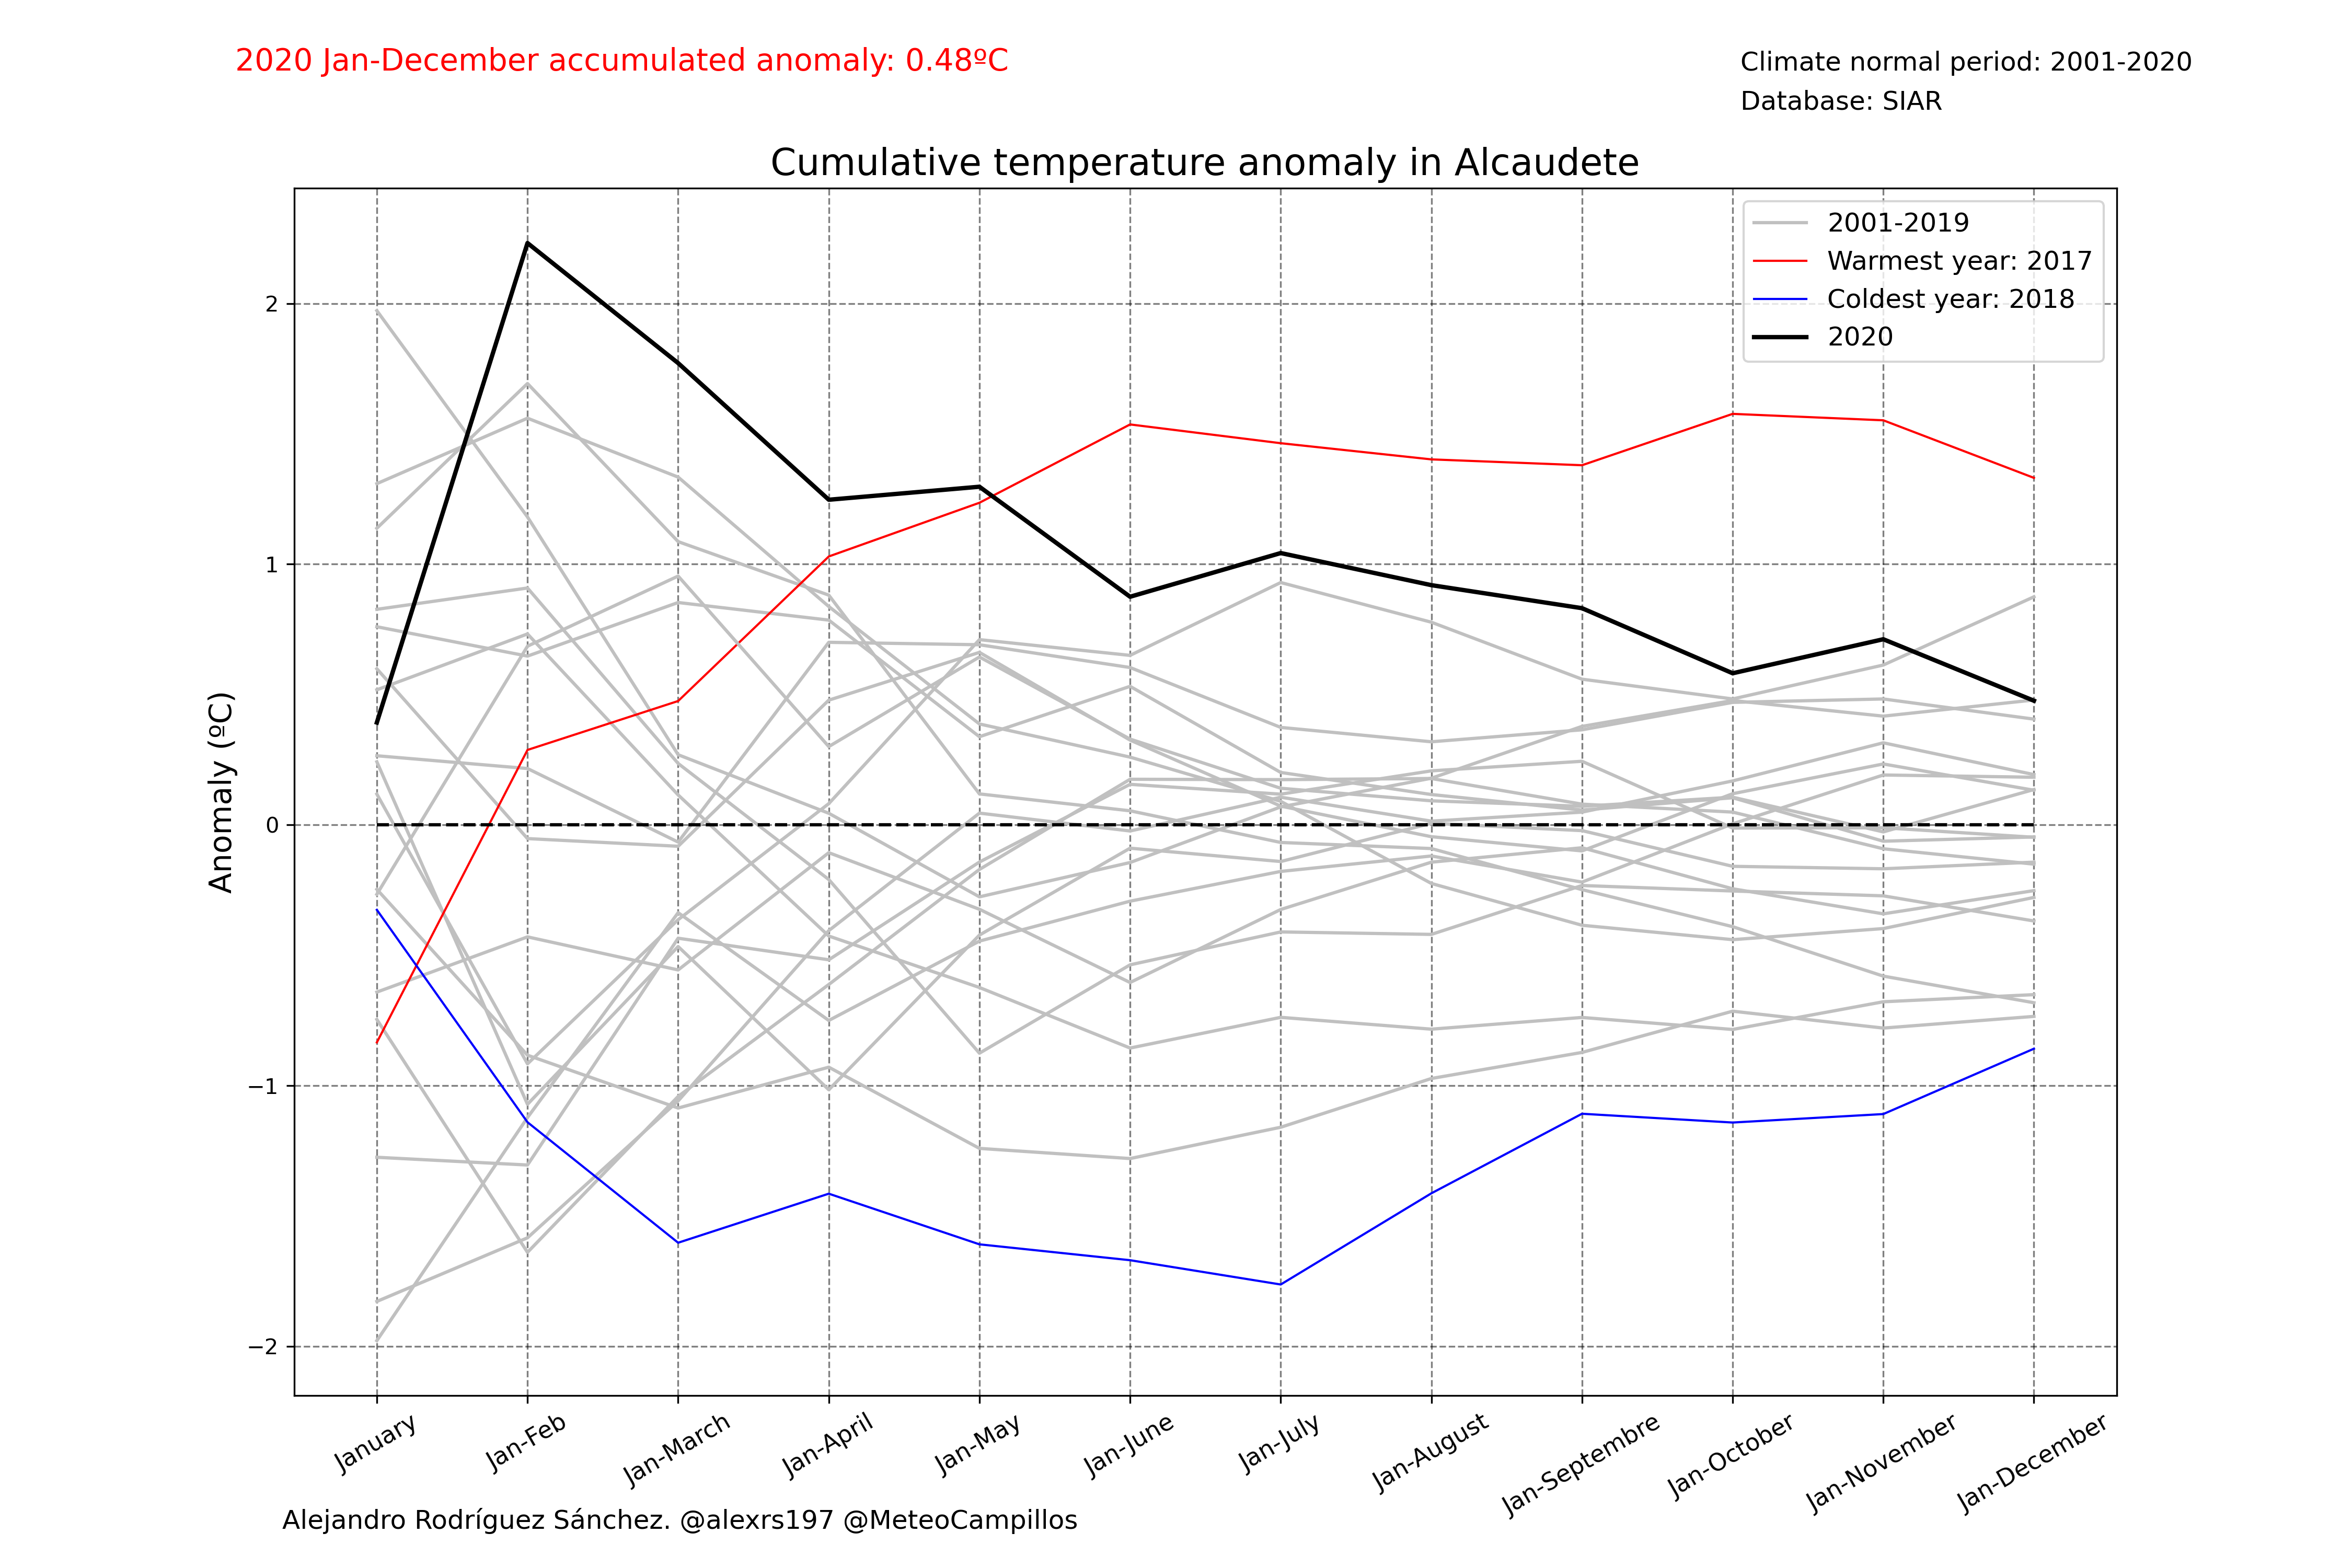 2020 Jan-December accumulated anomaly: 0.48ºC
Climate normal period: 2001-2020
Database: SIAR
Cumulative temperature anomaly in Alcaudete
2001-2019
Warmest year: 2017
Coldest year: 2018
2020
Anomaly (ºC)
2
1
0
−1
−2
January
Jan-Feb
Jan-March
Jan-April
Jan-May
Jan-June
Jan-July
Jan-August
Jan-Septembre
Jan-October
Jan-November
Jan-December
Alejandro Rodríguez Sánchez. @alexrs197 @MeteoCampillos